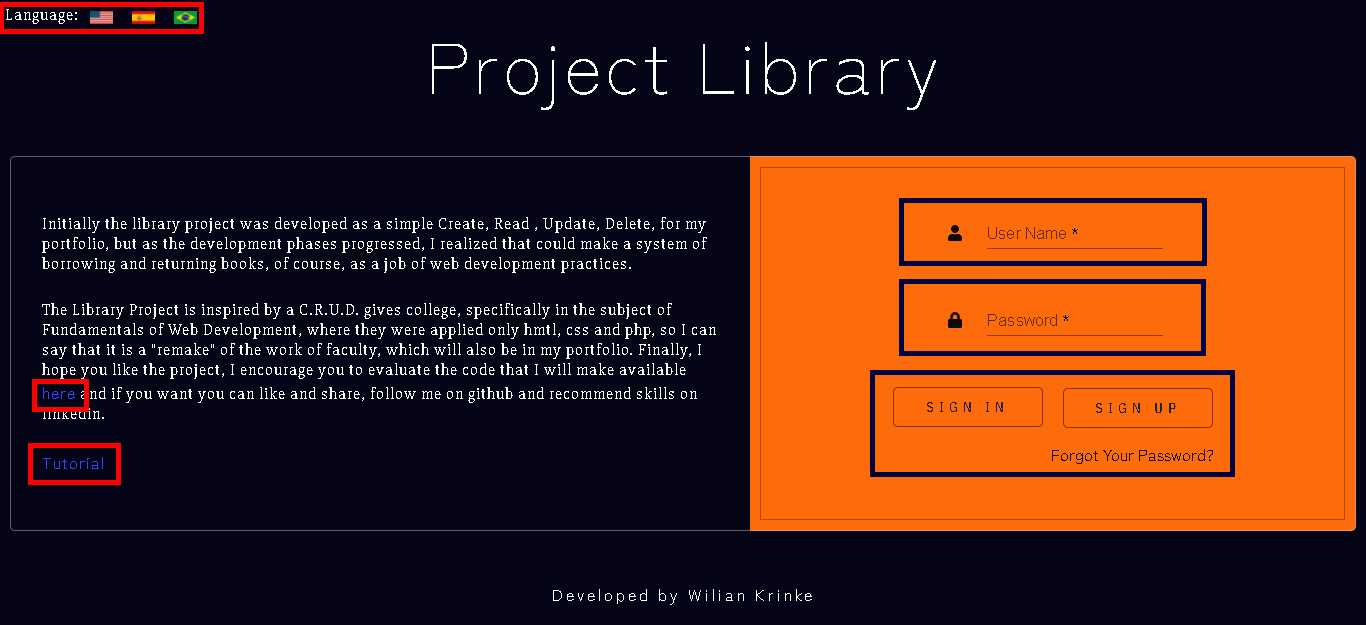 Language:
Project Library
Initially the library project was developed as a simple Create, Read , Update, Delete, for my
portfolio, but as the development phases progressed, I realized that could make a system of
borrowing and returning books, of course, as a job of web development practices.
The Library Project is inspired by a C.R.U.D. gives college, specifically in the subject of
Fundamentals of Web Development, where they were applied only hmtl, css and php, so I can
say that it is a "remake" of the work of faculty, which will also be in my portfolio. Finally, I
hope you like the project, I encourage you to evaluate the code that I will make available
here and if you want you can like and share, follow me on github and recommend skills on
linkedin.
Tutorial
User Name *
Password *
SIGN IN SIGN UP
Forgot Your Password?
Developed by Wilian Krinke